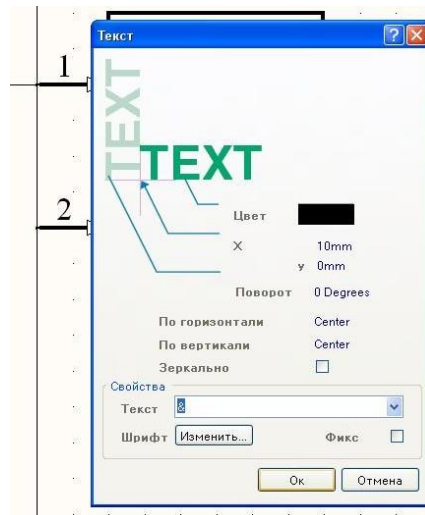 Текст
1
TEXT
TEXT
Цвет
2
X 10mm
y 0mm
Поворот 0 Degrees
По горизонтали Center
По вертикали Center
Зеркально
Свойства
Текст &
Шрифт Изменить... Фикс
Ок Отмена